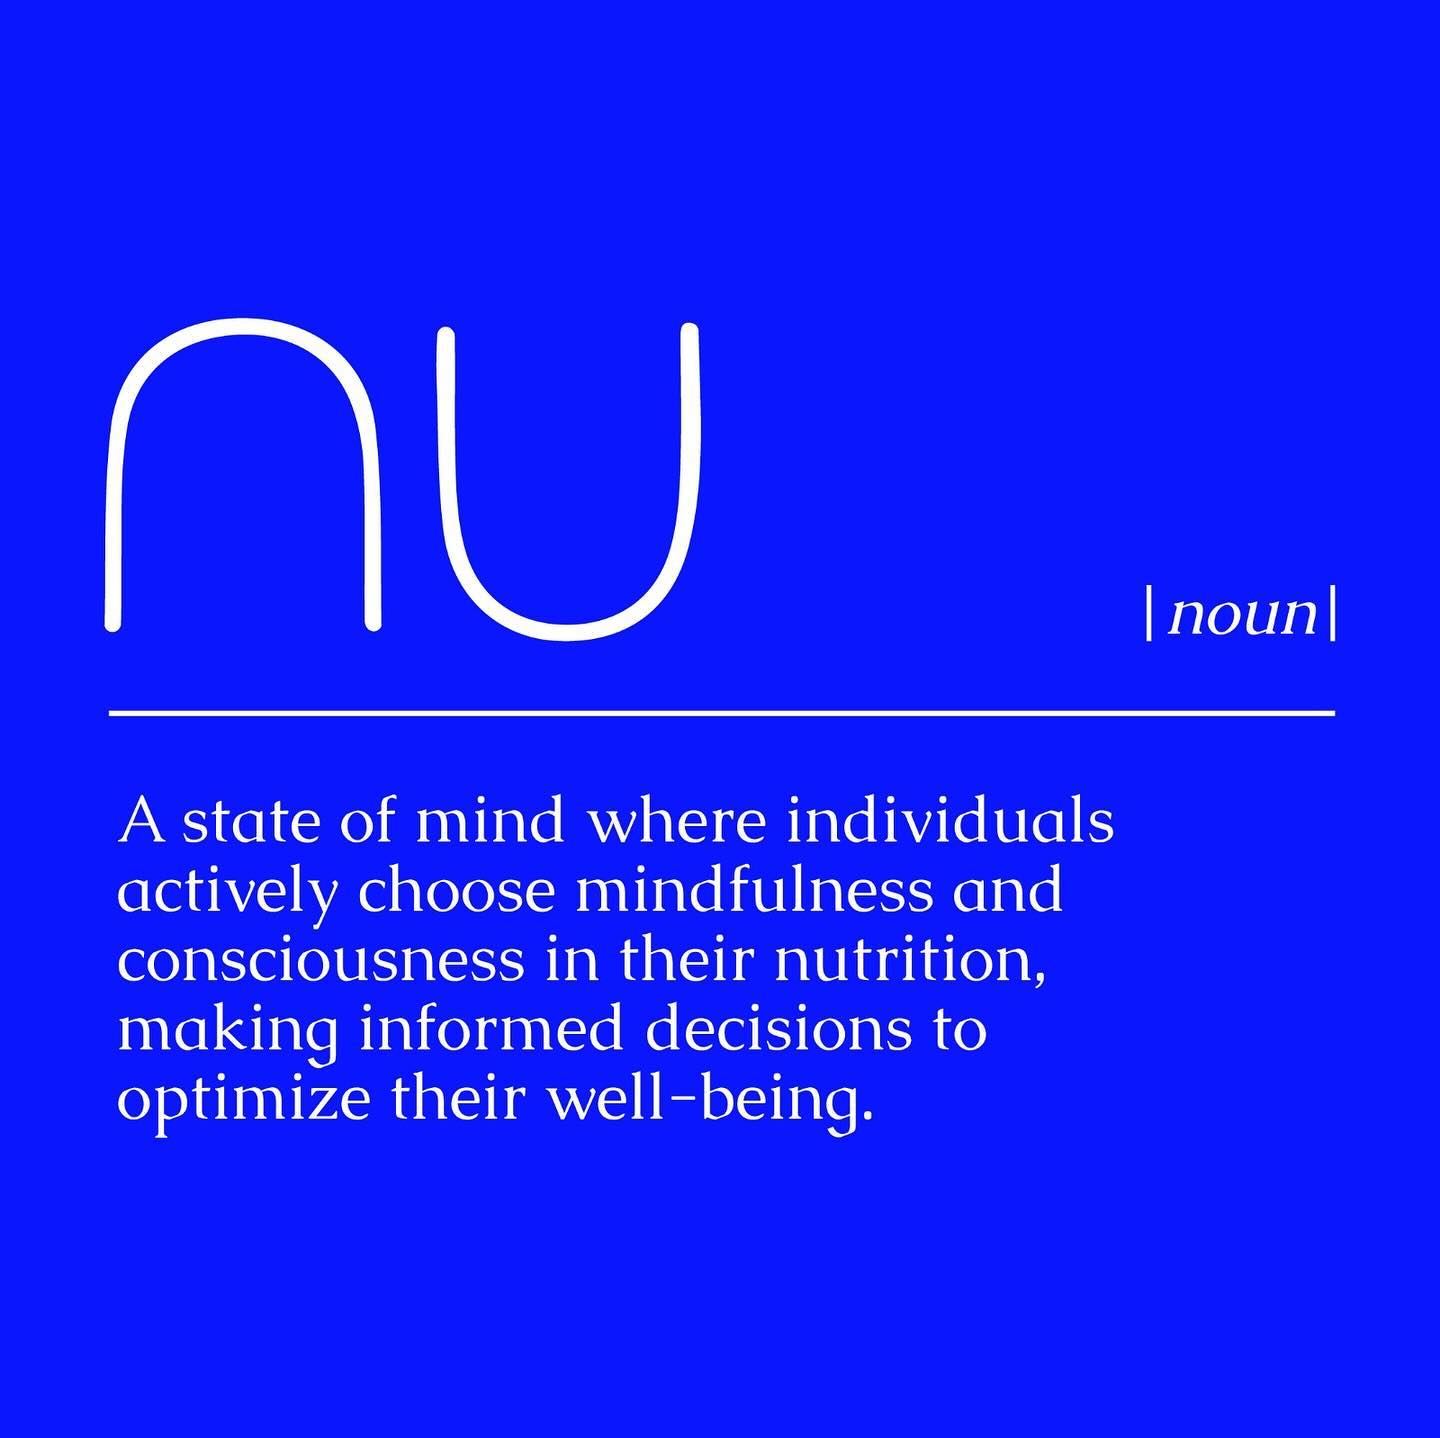 nu
|noun|
A state of mind where individuals
actively choose mindfulness and
consciousness in their nutrition,
making informed decisions to
optimize their well-being.